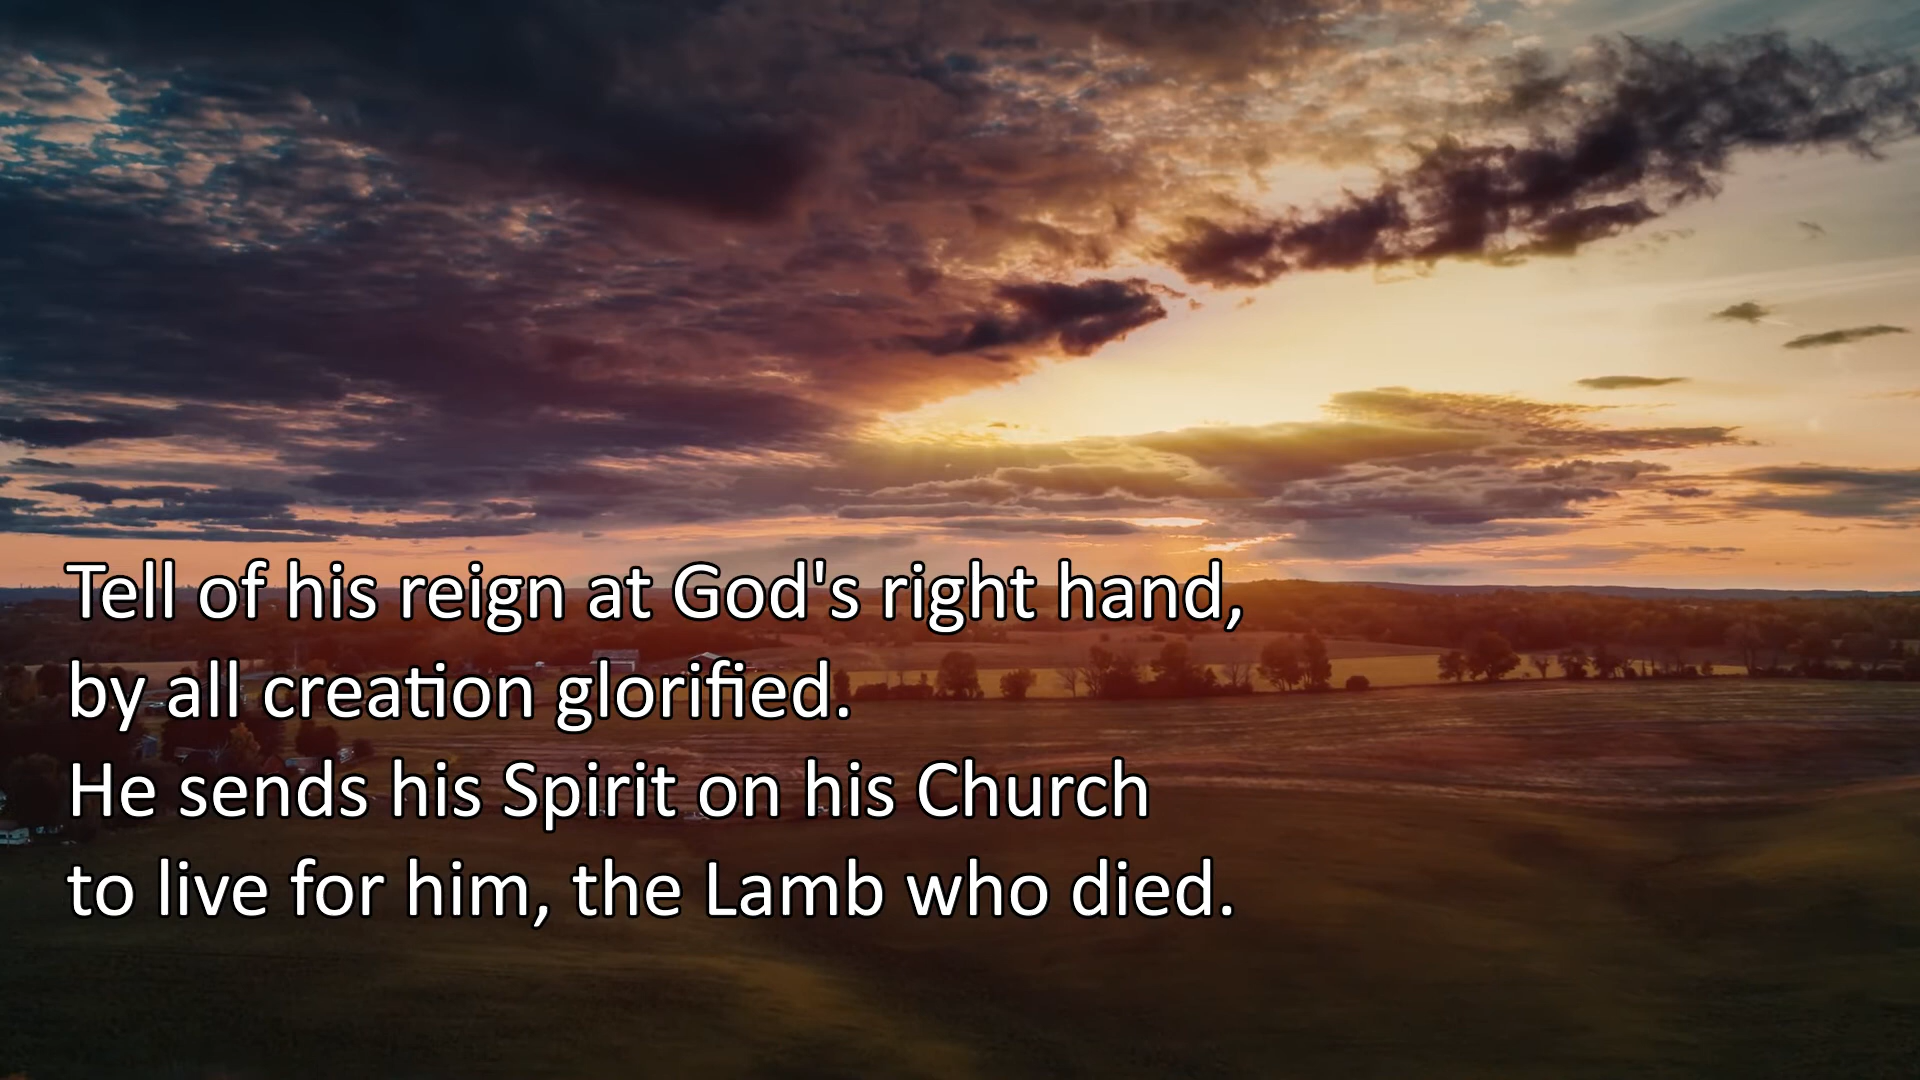 Tell of his reign at God's right hand,
by all creation glorified.
He sends his Spirit on his Church
to live for him, the Lamb who died.